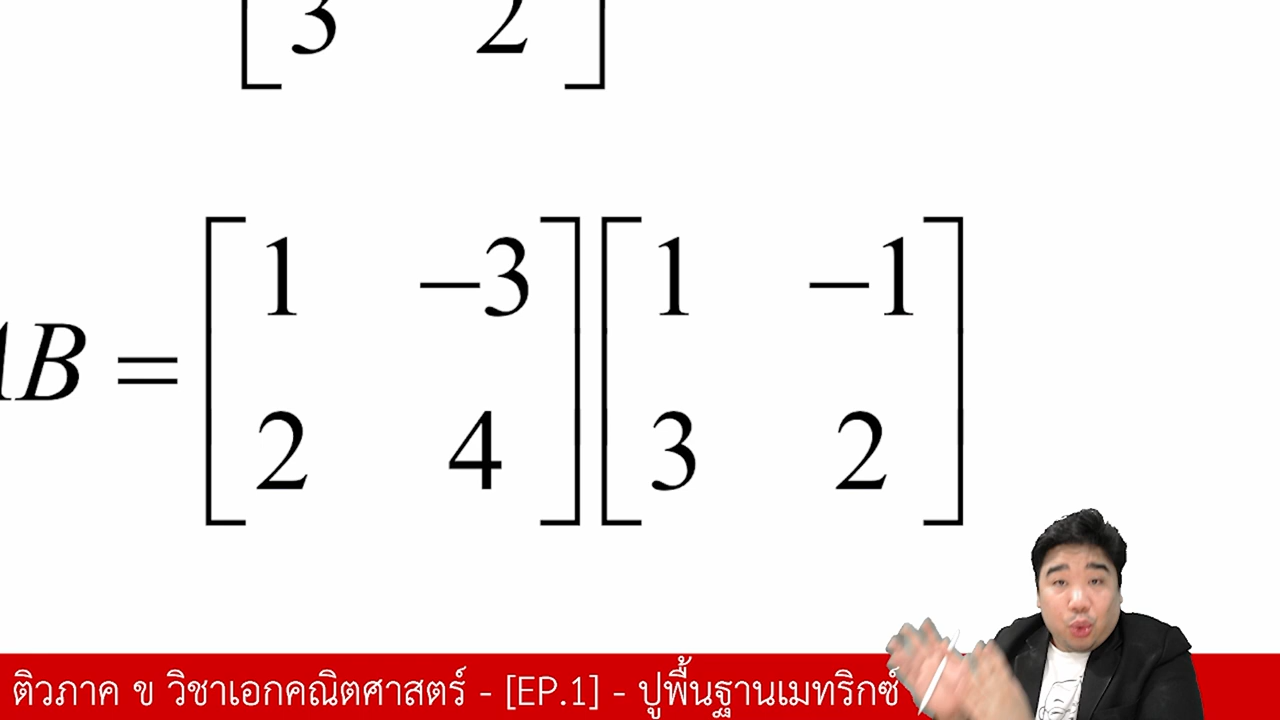 3 2
AB = [1 -3] [1 -1]
[2 4] [3 2]
ติวภาค ข วิชาเอกคณิตศาสตร์ - [EP.1] - ปูพื้นฐานเมทริกซ์